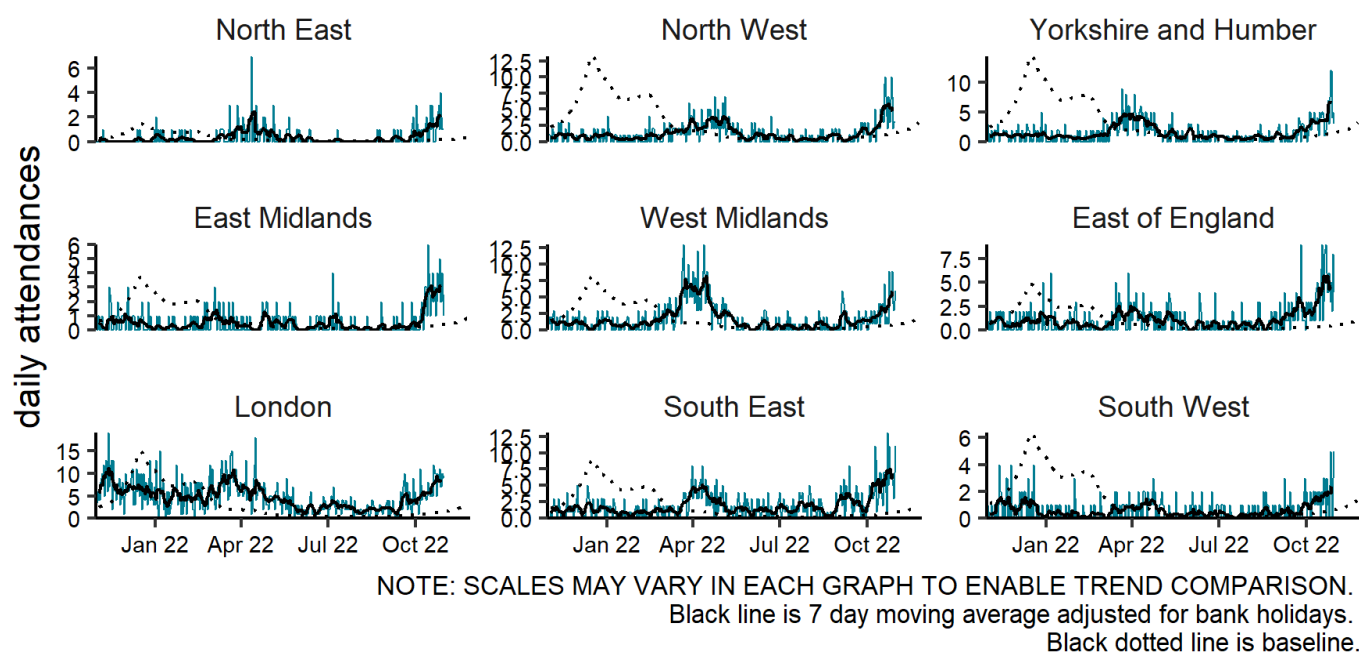 North East
North West
Yorkshire and Humber
6
4
2
0
12.5
10.0
7.5
5.0
2.5
0.0
10
5
0
daily attendances
East Midlands
West Midlands
East of England
6
5
4
3
2
1
0
12.5
10.0
7.5
5.0
2.5
0.0
7.5
5.0
2.5
0.0
London
South East
South West
15
10
5
0
12.5
10.0
7.5
5.0
2.5
0.0
6
4
2
0
Jan 22 Apr 22 Jul 22 Oct 22
Jan 22 Apr 22 Jul 22 Oct 22
Jan 22 Apr 22 Jul 22 Oct 22
NOTE: SCALES MAY VARY IN EACH GRAPH TO ENABLE TREND COMPARISON.
Black line is 7 day moving average adjusted for bank holidays.
Black dotted line is baseline.